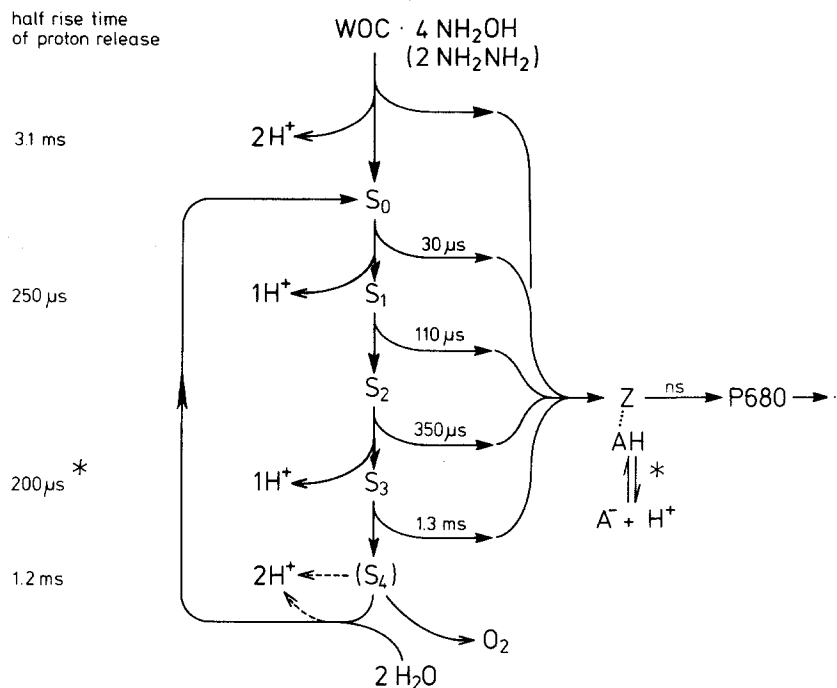 half rise time
of proton release
WOC · 4 NH₂OH
(2 NH₂NH₂)
3.1 ms
2H⁺
S₀
30 μs
250 μs
1H⁺
S₁
110 μs
S₂
Z
ns
P680
350 μs
AH
200 μs *
1H⁺
S₃
*
1.3 ms
A⁻ + H⁺
1.2 ms
2H⁺
(S₄)
O₂
2 H₂O